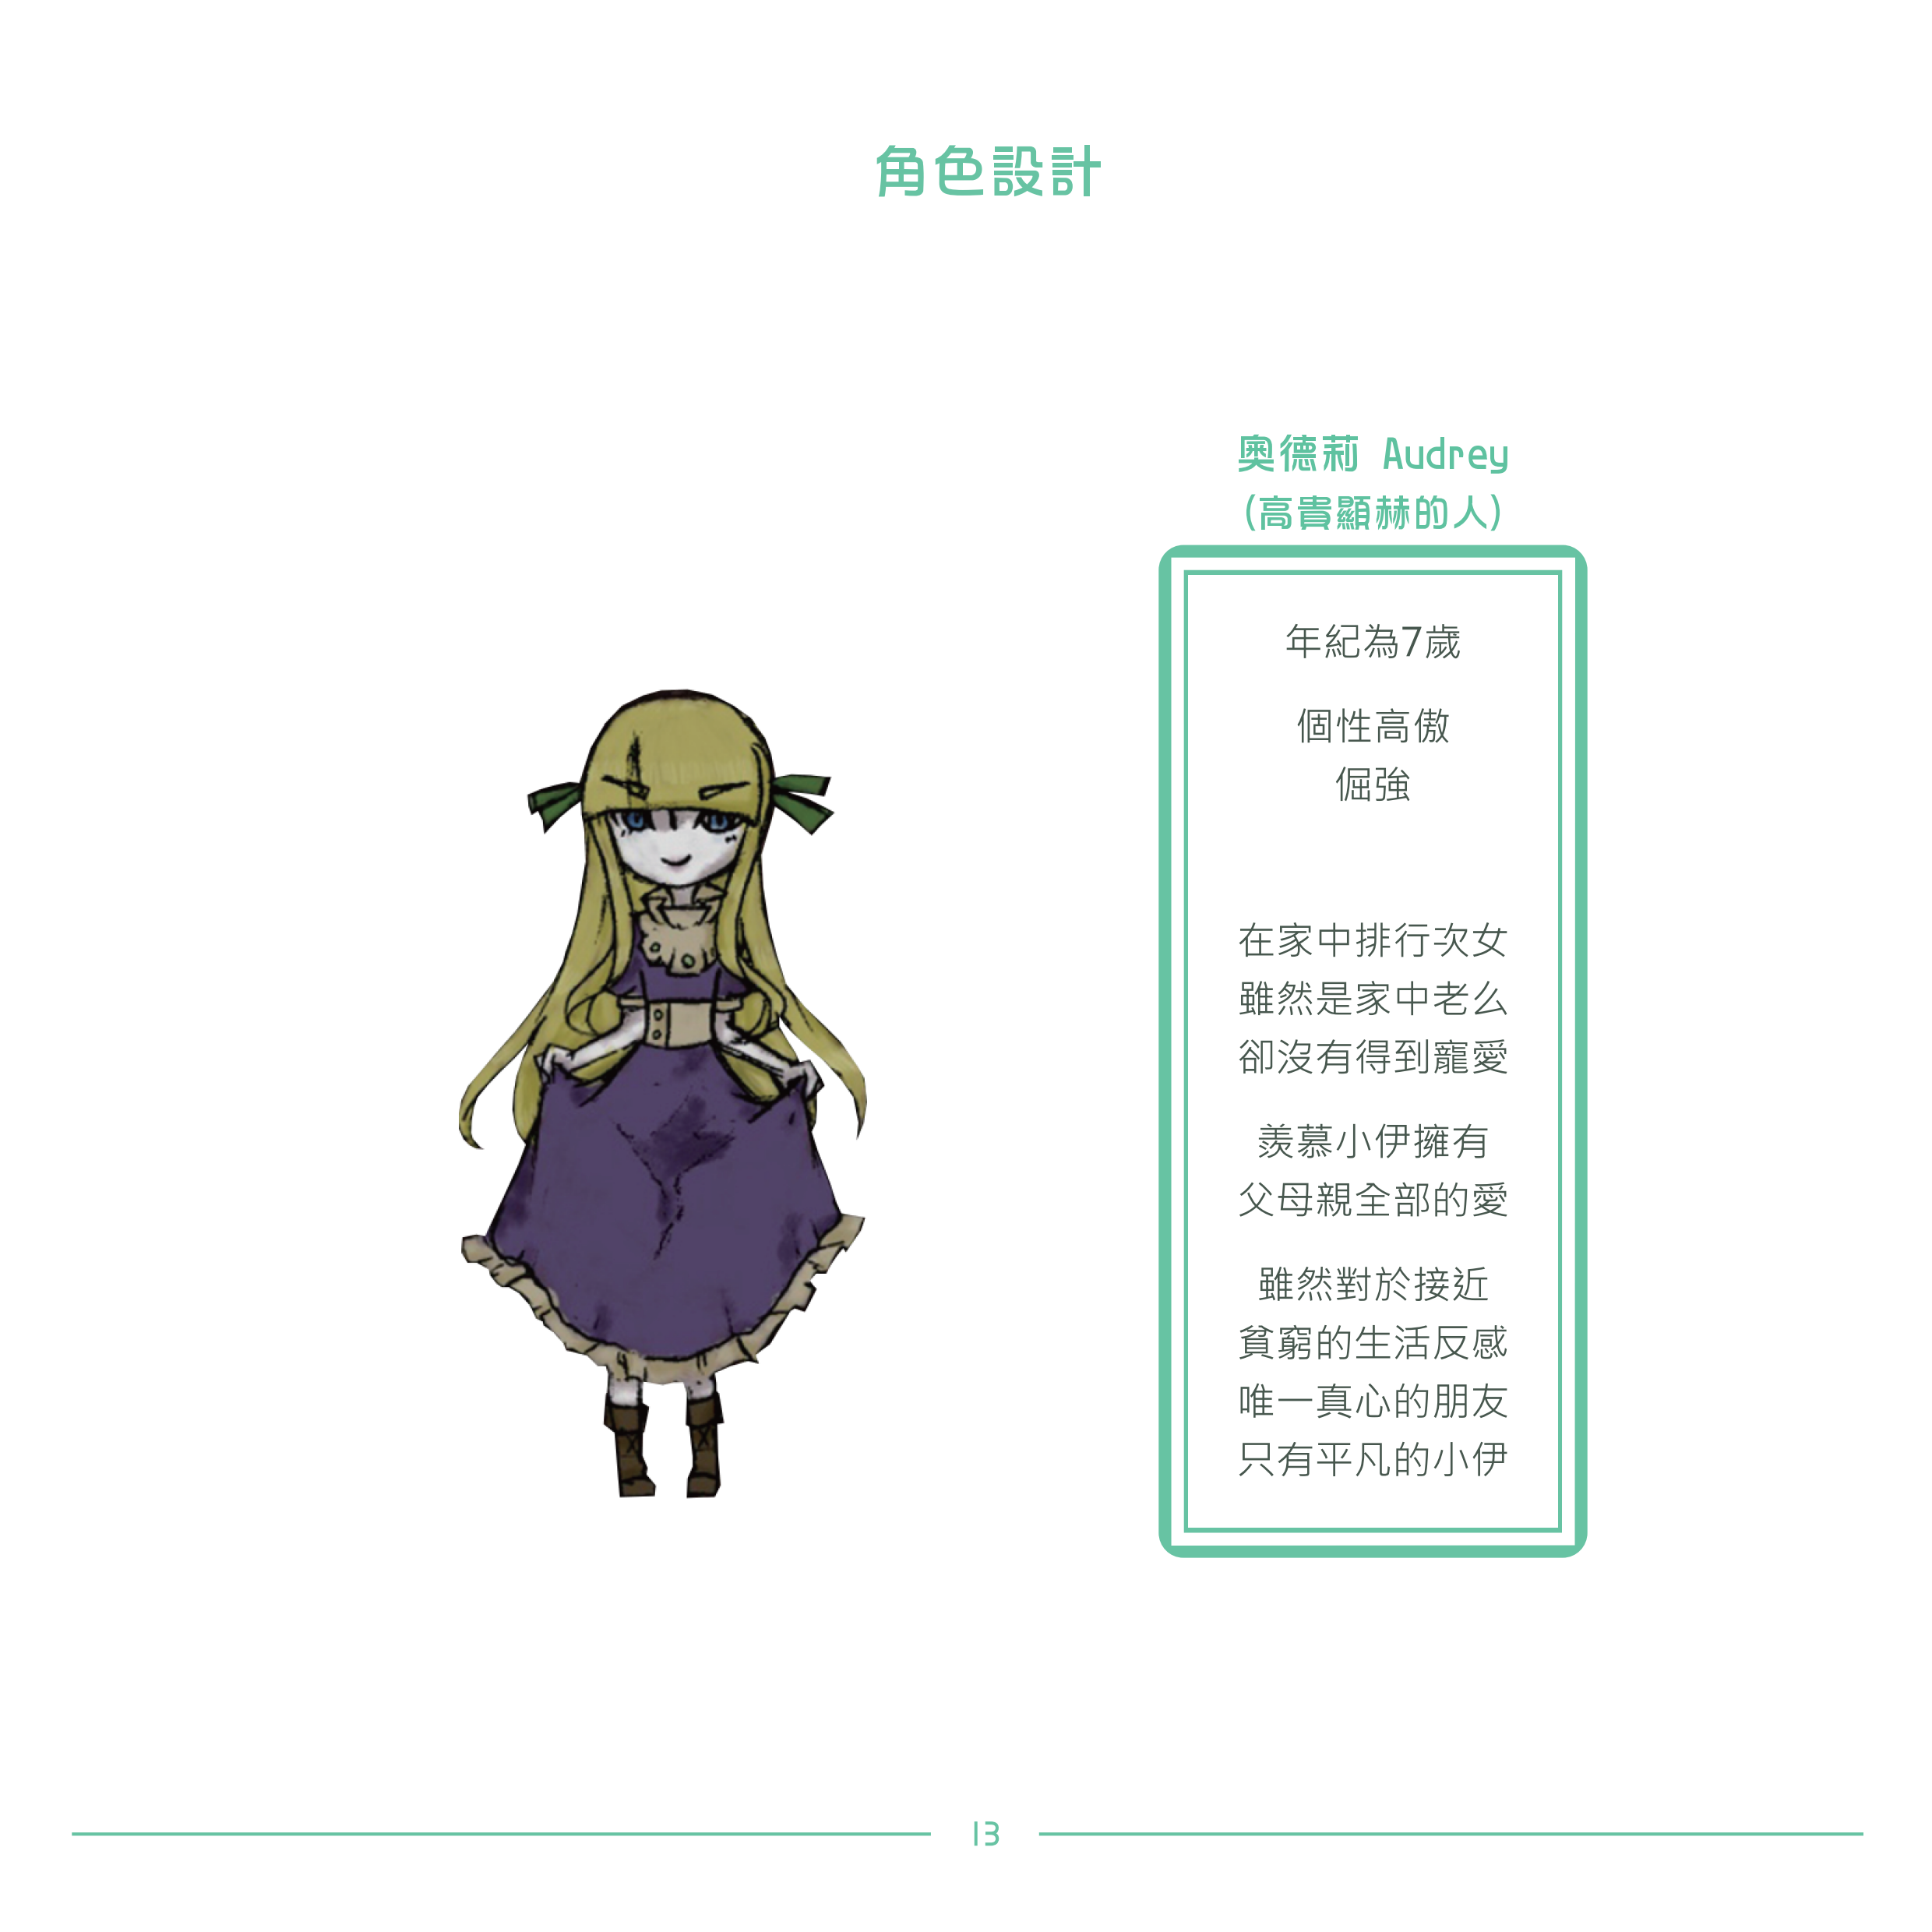 角色設計
奧德莉 Audrey
(高貴顯赫的人)
年紀為7歲
個性高傲
倔強
在家中排行次女
雖然是家中老么
卻沒有得到寵愛
羨慕小伊擁有
父母親全部的愛
雖然對於接近
貧窮的生活反感
唯一真心的朋友
只有平凡的小伊
13